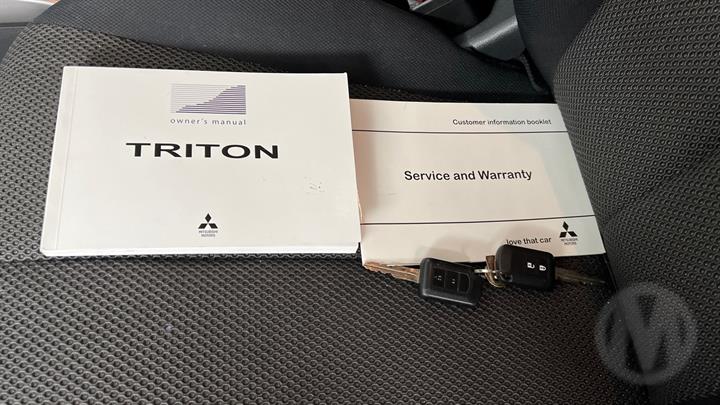 owner's manual
TRITON
MITSUBISHI
MOTORS
Customer information booklet
Service and Warranty
love that car
MITSUBISHI
MOTORS
M